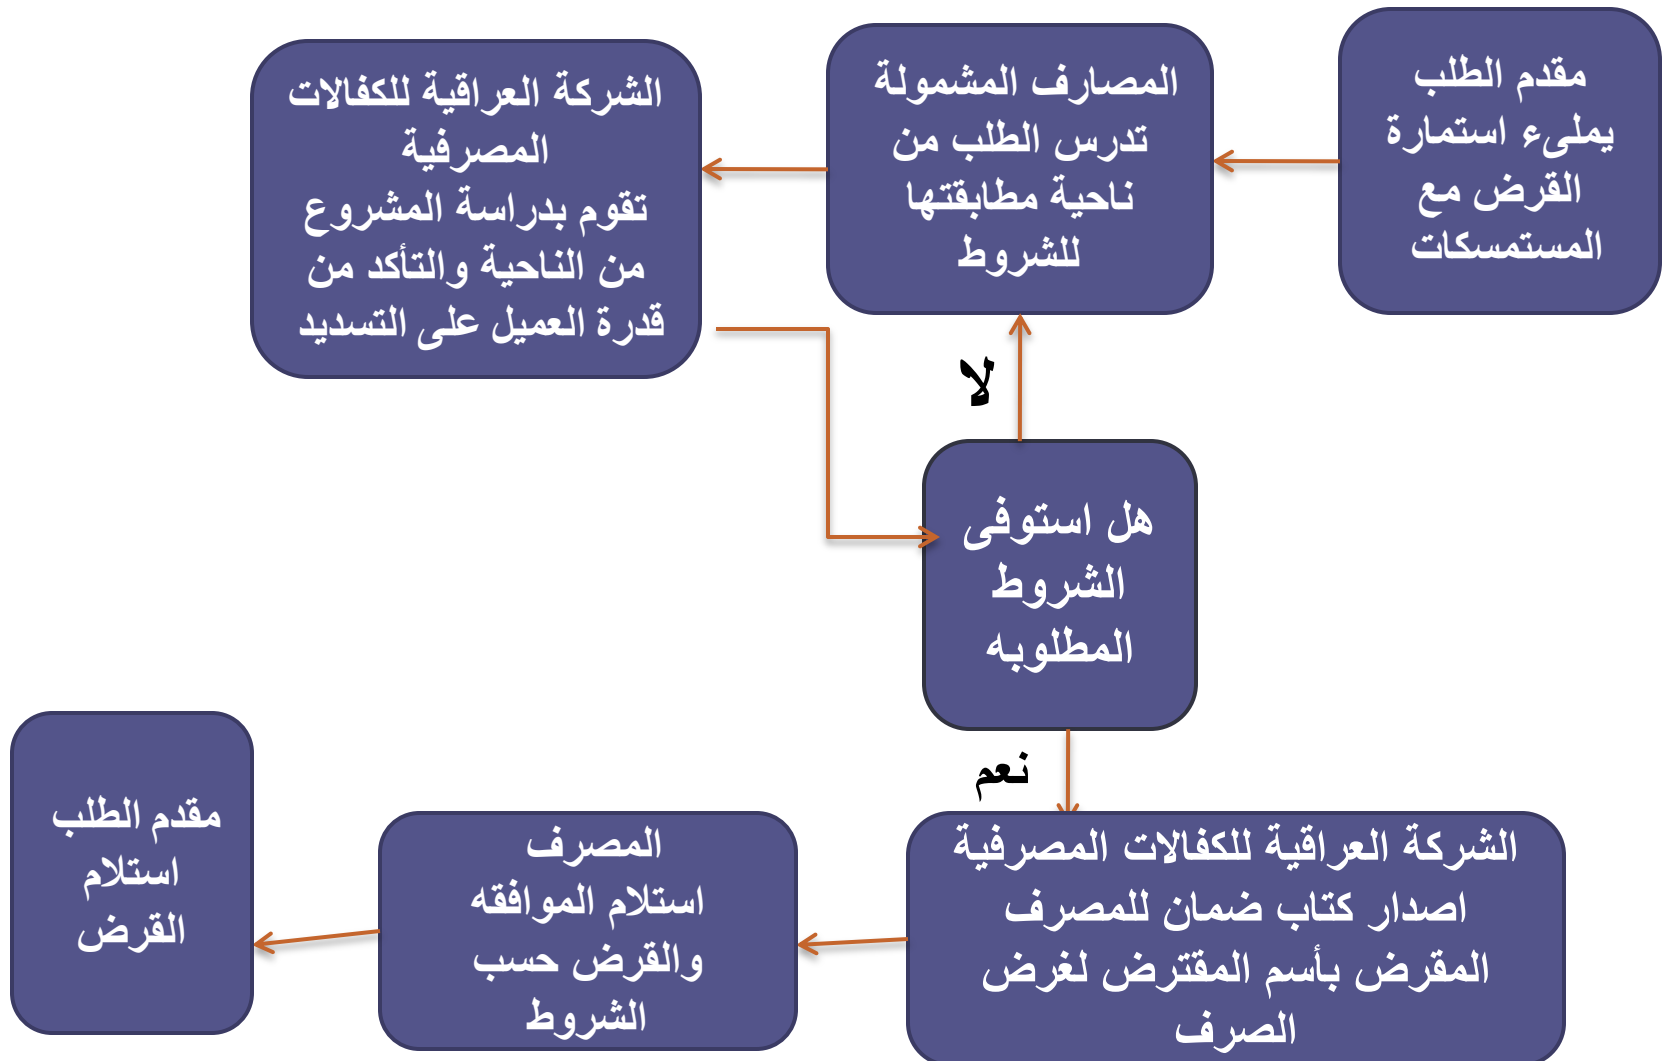 مقدم الطلب
يملىء استمارة
القرض مع
المستمسكات
المصارف المشمولة
تدرس الطلب من
ناحية مطابقتها
للشروط
الشركة العراقية للكفالات
المصرفية
تقوم بدراسة المشروع
من الناحية والتأكد من
قدرة العميل على التسديد
لا
هل استوفى
الشروط
المطلوبه
نعم
الشركة العراقية للكفالات المصرفية
اصدار كتاب ضمان للمصرف
المقرض بأسم المقترض لغرض
الصرف
المصرف
استلام الموافقه
والقرض حسب
الشروط
مقدم الطلب
استلام
القرض